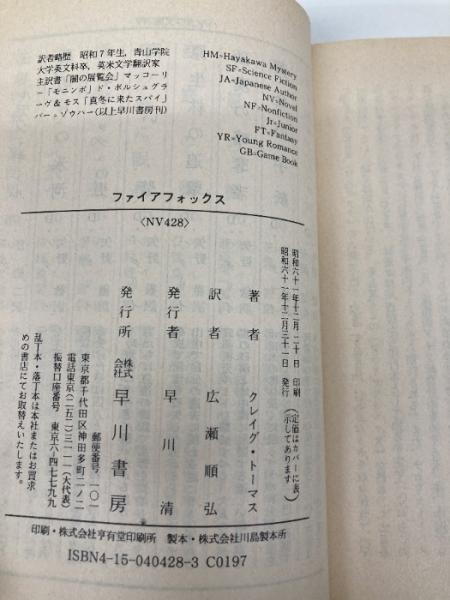 訳者略歴 昭和7年生,青山学院
大学英文科卒,英米文学翻訳家
主訳書「闇の展覧会」マッコーリ
ー「モニンボ」ド・ボルシュグラ
ーヴ&モス「真冬に来たスパイ」
バー=ゾウハー(以上早川書房刊)
HM=Hayakawa Mystery
SF=Science Fiction
JA=Japanese Author
NV=Novel
NF=Nonfiction
Jr=Junior
FT=Fantasy
YR=Young Romance
GB=Game Book
ファイアフォックス
〈NV428〉
昭和六十一年十二月二十日 印刷
昭和六十一年十二月三十一日 発行
(定価はカバーに表
示してあります)
著者 クレイグ・トーマス
訳者 広瀬順弘
発行者 早川清
発行所 株式会社 早川書房
郵便番号 一〇一
東京都千代田区神田多町二ノ二
電話東京(二五二)三一一一(大代表)
振替口座番号 東京六-四七七九九
乱丁本・落丁本は本社またはお買求
めの書店にてお取替えいたします。
印刷・株式会社亨有堂印刷所 製本・株式会社川島製本所
ISBN4-15-040428-3 C0197